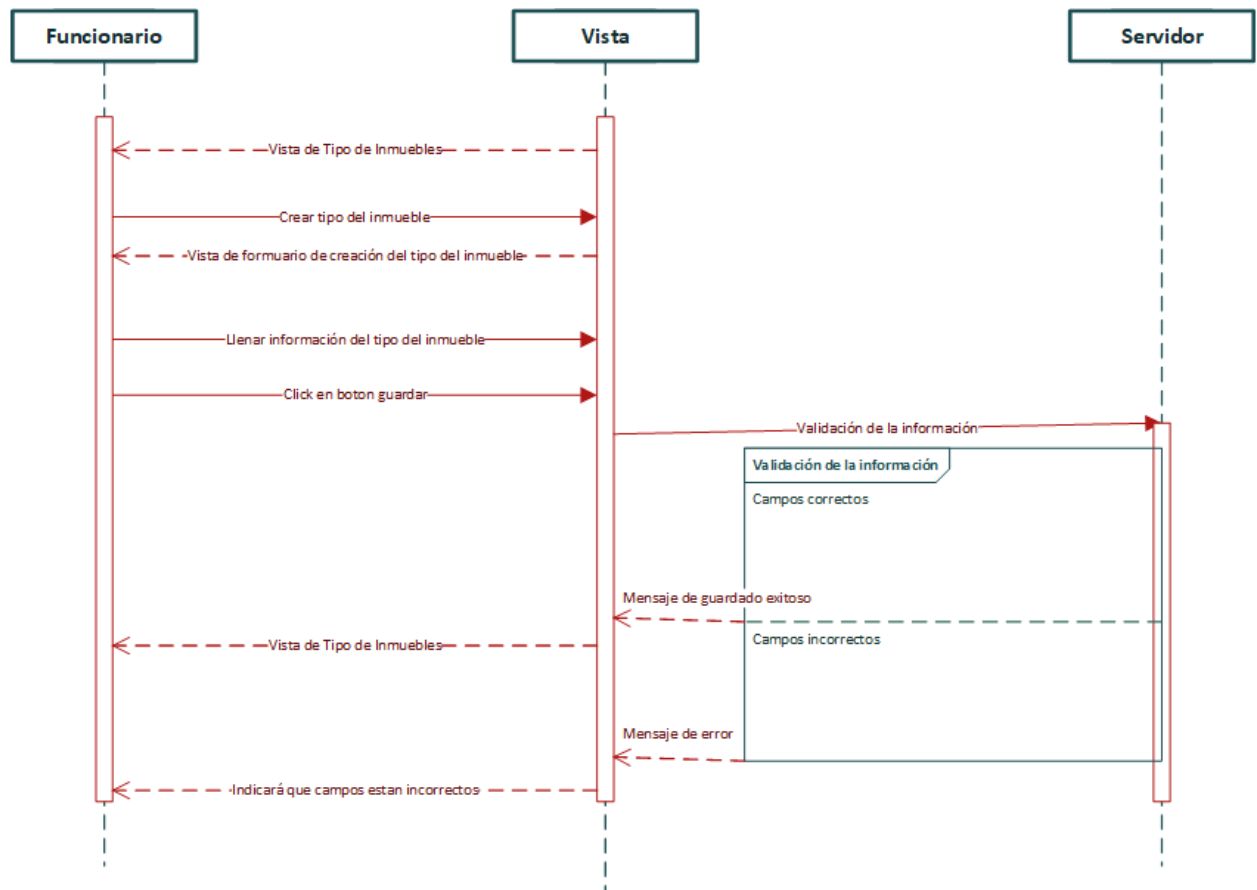 Funcionario
Vista
Servidor
Vista de Tipo de Inmuebles
Crear tipo del inmueble
Vista de formuario de creación del tipo del inmueble
Llenar información del tipo del inmueble
Click en boton guardar
Validación de la información
Validación de la información
Campos correctos
Mensaje de guardado exitoso
Campos incorrectos
Vista de Tipo de Inmuebles
Mensaje de error
Indicará que campos estan incorrectos